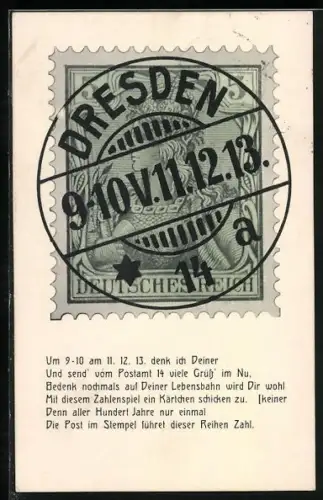 DRESDEN
9-10V.11.12.13.
★ 14 a
DEUTSCHES REICH
Um 9-10 am 11. 12. 13. denk ich Deiner
Und send' vom Postamt 14 viele Grüß' im Nu,
Bedenk nochmals auf Deiner Lebensbahn wird Dir wohl
Mit diesem Zahlenspiel ein Kärtchen schicken zu. [keiner
Denn aller Hundert Jahre nur einmal
Die Post im Stempel führet dieser Reihen Zahl.